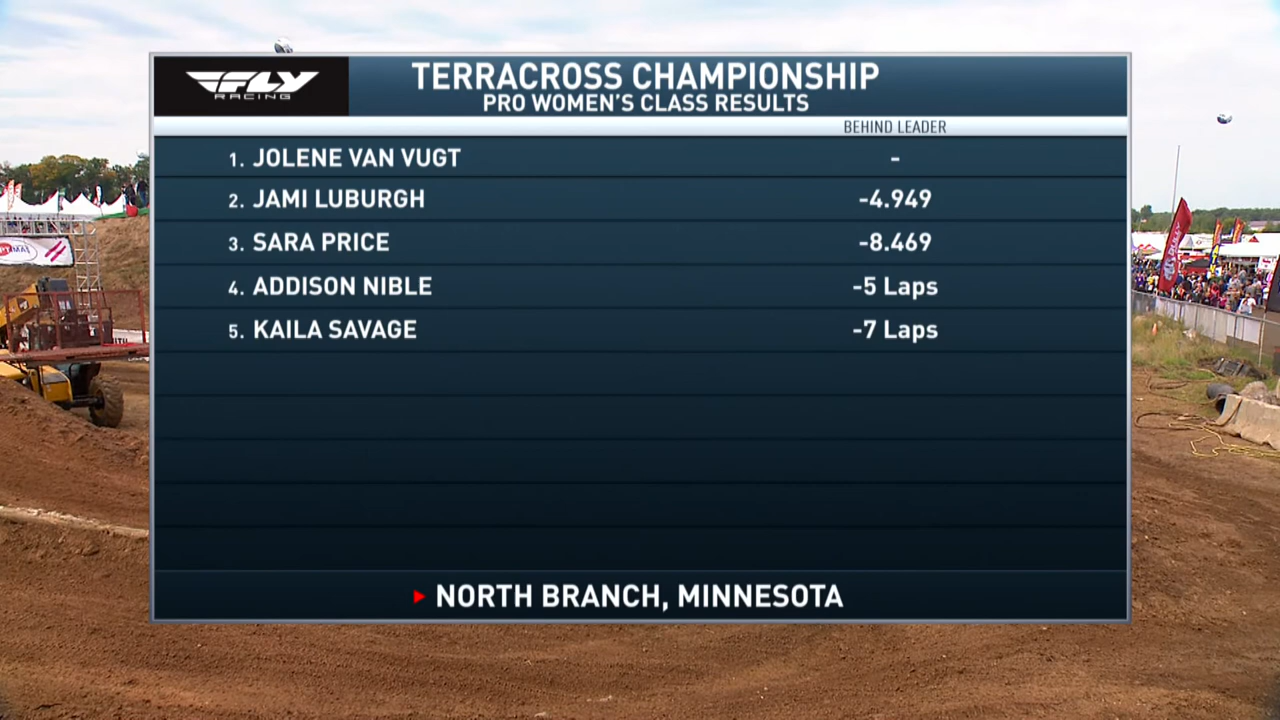 FLY
RACING
TERRACROSS CHAMPIONSHIP
PRO WOMEN'S CLASS RESULTS
BEHIND LEADER
1. JOLENE VAN VUGT -
2. JAMI LUBURGH -4.949
3. SARA PRICE -8.469
4. ADDISON NIBLE -5 Laps
5. KAILA SAVAGE -7 Laps
NORTH BRANCH, MINNESOTA